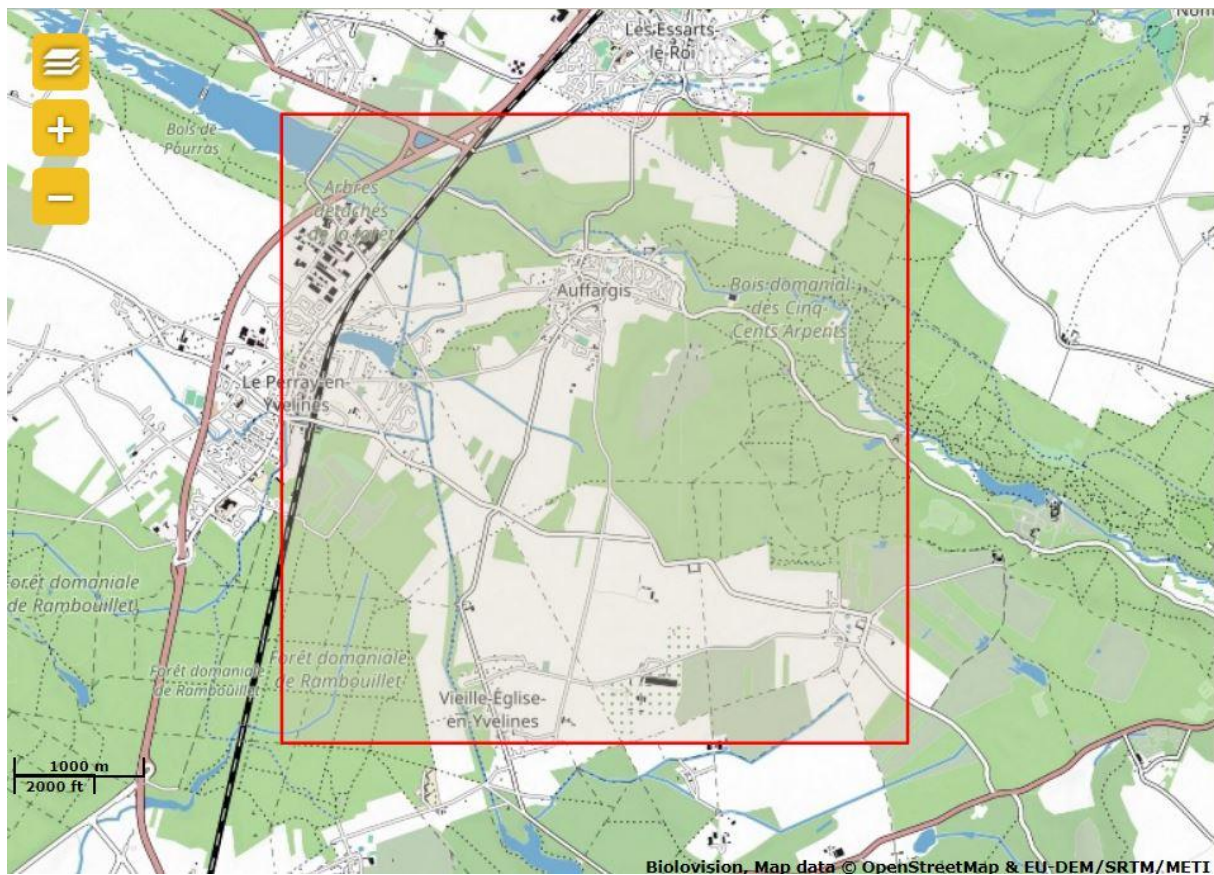 Nom
Les Essarts-
le-Roi
+
Bois de
Pourras
−
Arbres
détachés
de la forêt
Auffargis
Bois domanial
des Cinq
Cents Arpents
Le Perray-en-
Yvelines
Forêt domaniale
de Rambouillet
Forêt domaniale
de Rambouillet
Forêt domaniale
de Rambouillet
Vieille-Église-
en-Yvelines
1000 m
2000 ft
Biolovision, Map data © OpenStreetMap & EU-DEM/SRTM/METI